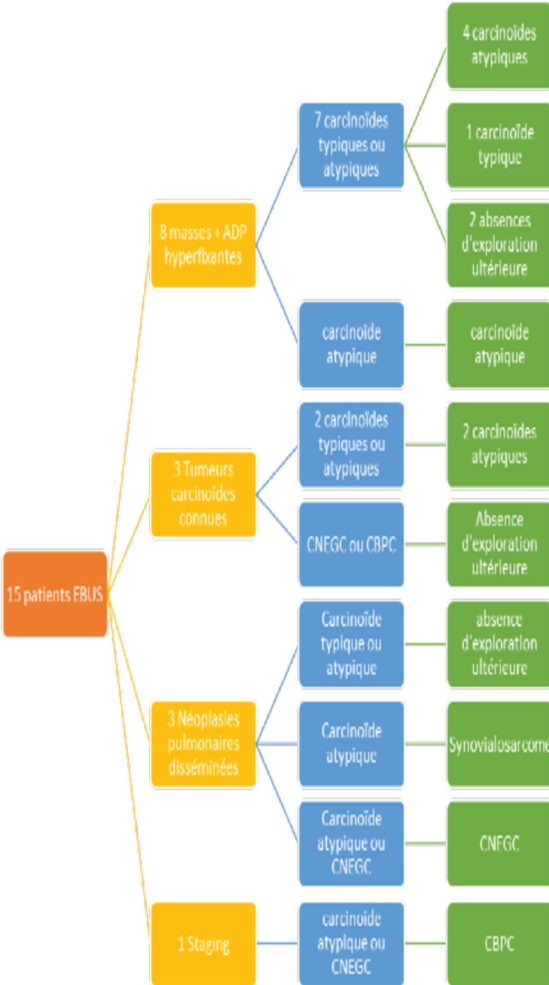 15 patients EBUS
8 masses + ADP
hyperfixantes
7 carcinoïdes
typiques ou
atypiques
4 carcinoïdes
atypiques
1 carcinoïde
typique
2 absences
d'exploration
ultérieure
carcinoïde
atypique
carcinoïde
atypique
3 Tumeurs
carcinoïdes
connues
2 carcinoïdes
typiques ou
atypiques
2 carcinoïdes
atypiques
CNEGC ou CBPC
Absence
d'exploration
ultérieure
3 Néoplasies
pulmonaires
disséminées
Carcinoïde
typique ou
atypique
absence
d'exploration
ultérieure
Carcinoïde
atypique
Synovialosarcome
Carcinoïde
atypique ou
CNEGC
CNEGC
1 Staging
carcinoïde
atypique ou
CNEGC
CBPC